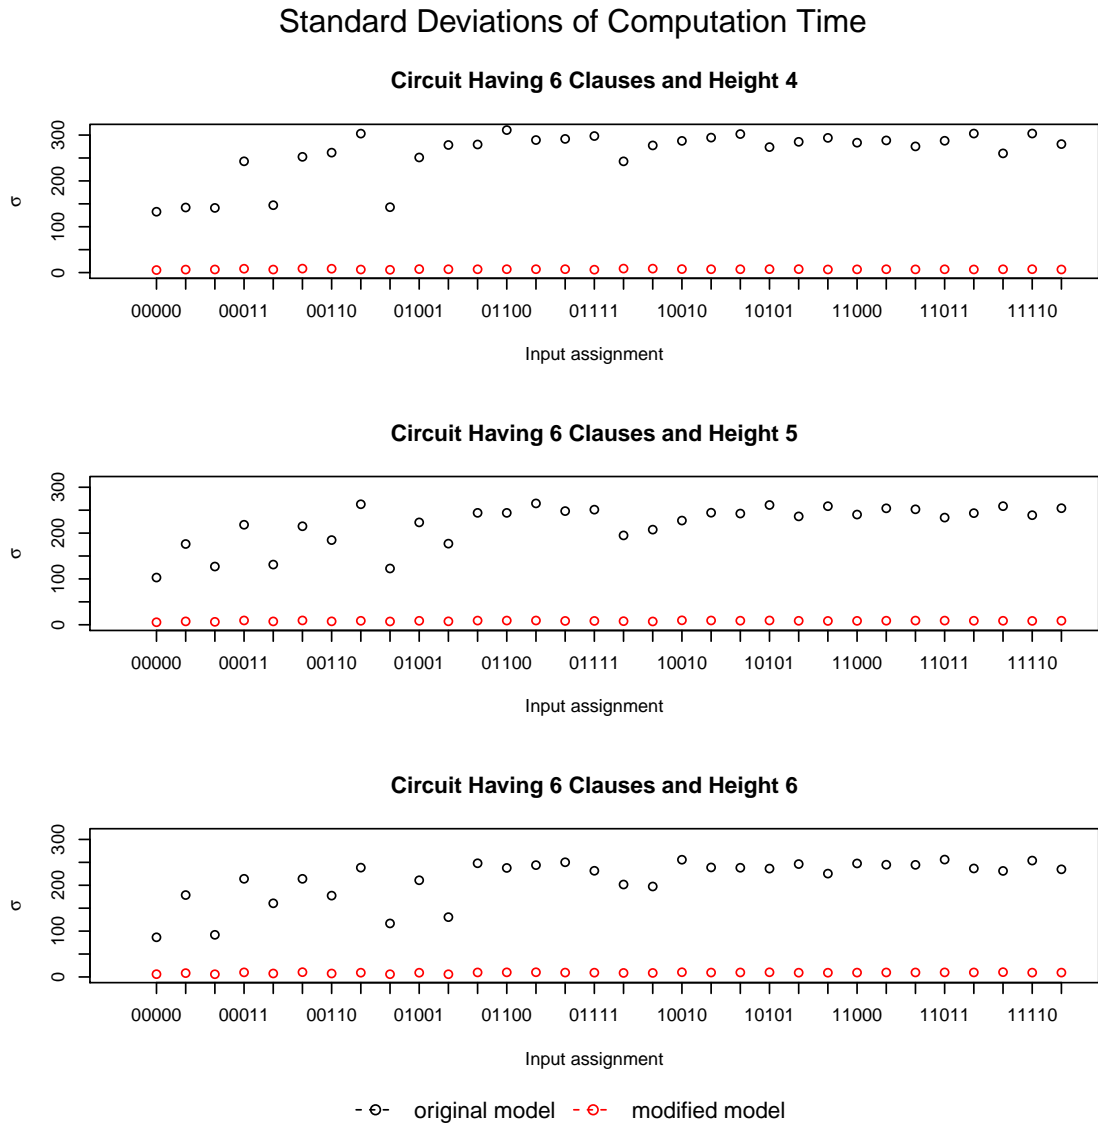 Standard Deviations of Computation Time
Circuit Having 6 Clauses and Height 4
300
200
100
0
σ
00000 00011 00110 01001 01100 01111 10010 10101 11000 11011 11110
Input assignment
Circuit Having 6 Clauses and Height 5
300
200
100
0
σ
00000 00011 00110 01001 01100 01111 10010 10101 11000 11011 11110
Input assignment
Circuit Having 6 Clauses and Height 6
300
200
100
0
σ
00000 00011 00110 01001 01100 01111 10010 10101 11000 11011 11110
Input assignment
original model modified model